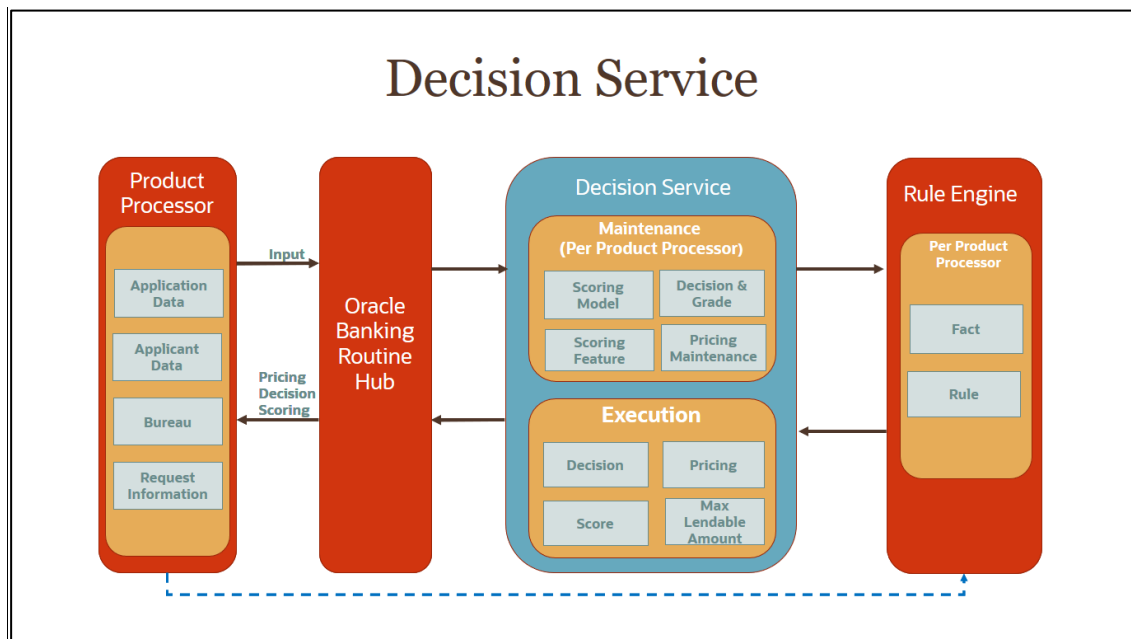 Decision Service
Product
Processor
Application
Data
Applicant
Data
Bureau
Request
Information
Input
Pricing
Decision
Scoring
Oracle
Banking
Routine
Hub
Decision Service
Maintenance
(Per Product Processor)
Scoring
Model
Decision &
Grade
Scoring
Feature
Pricing
Maintenance
Execution
Decision
Pricing
Score
Max
Lendable
Amount
Rule Engine
Per Product
Processor
Fact
Rule